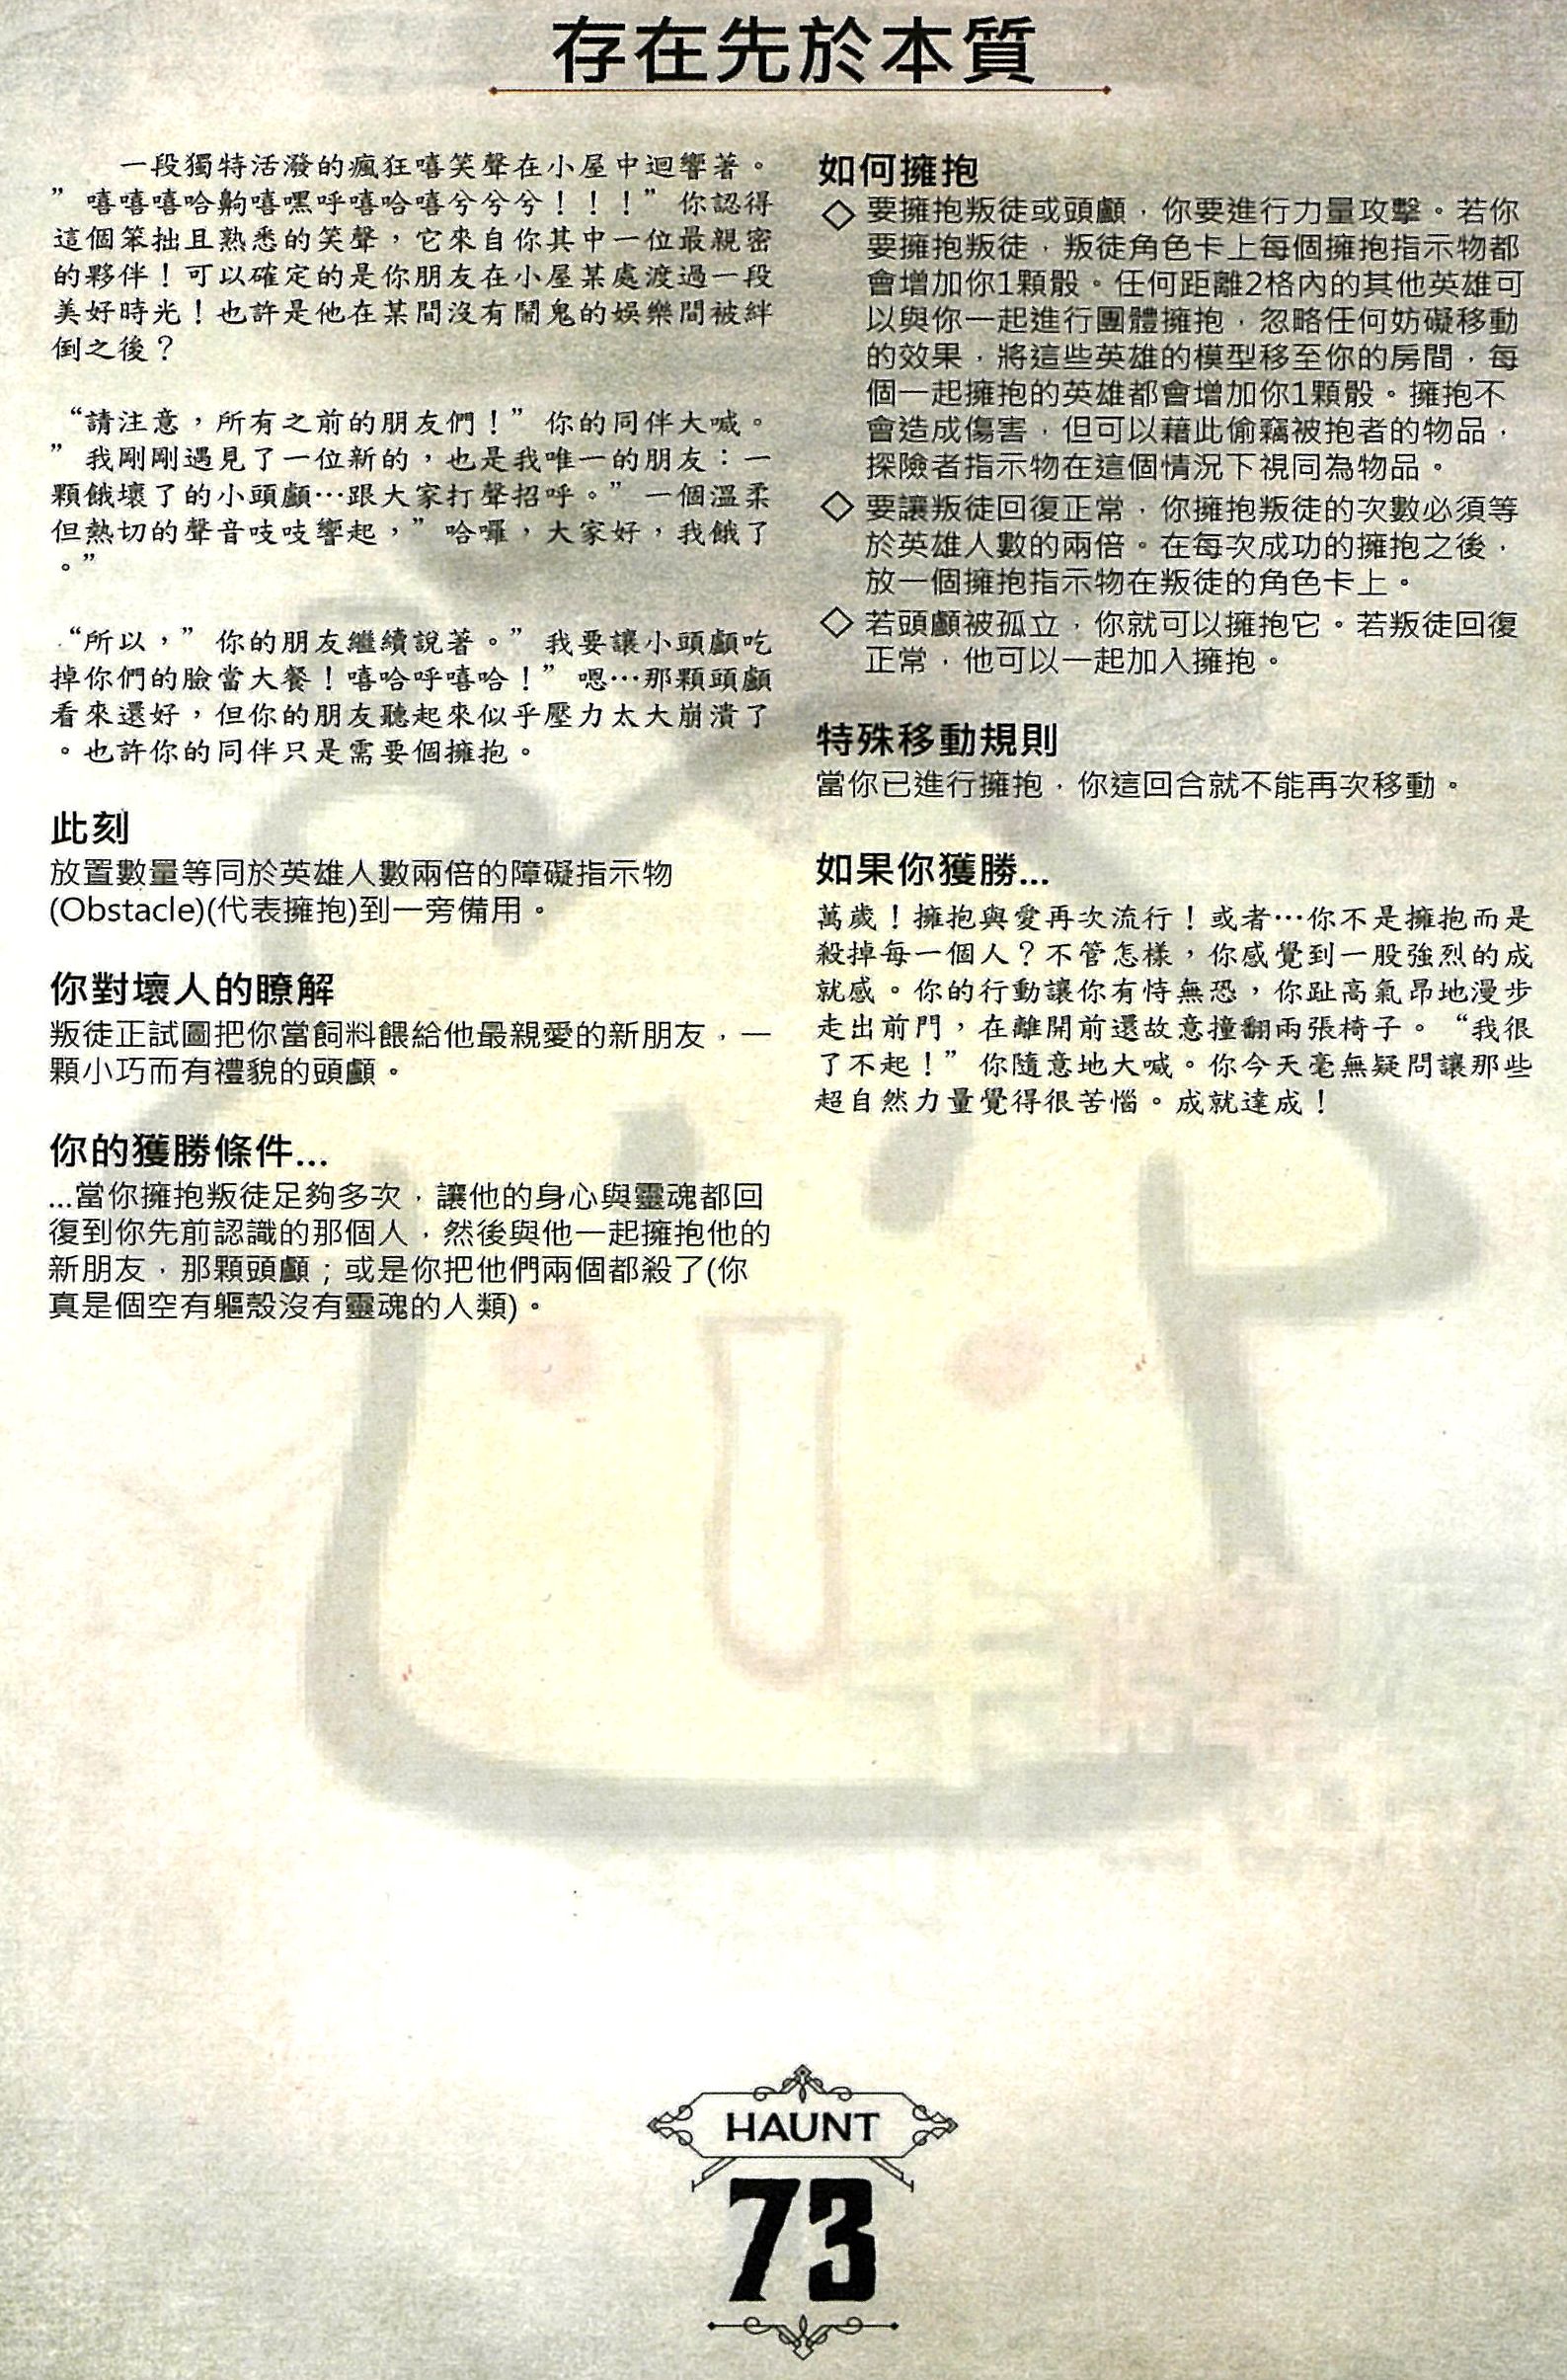 存在先於本質
一段獨特活潑的瘋狂嘻笑聲在小屋中迴響著。
”嘻嘻嘻哈齁嘻嘿呼嘻哈嘻兮兮兮！！！”你認得
這個笨拙且熟悉的笑聲，它來自你其中一位最親密
的夥伴！可以確定的是你朋友在小屋某處渡過一段
美好時光！也許是他在某間沒有鬧鬼的娛樂間被絆
倒之後？
“請注意，所有之前的朋友們！”你的同伴大喊。
”我剛剛遇見了一位新的，也是我唯一的朋友：一
顆餓壞了的小頭顱…跟大家打聲招呼。”一個溫柔
但熱切的聲音吱吱響起，”哈囉，大家好，我餓了
。”
“所以，”你的朋友繼續說著。”我要讓小頭顱吃
掉你們的臉當大餐！嘻哈呼嘻哈！”嗯…那顆頭顱
看來還好，但你的朋友聽起來似乎壓力太大崩潰了
。也許你的同伴只是需要個擁抱。
此刻
放置數量等同於英雄人數兩倍的障礙指示物
(Obstacle)(代表擁抱)到一旁備用。
你對壞人的瞭解
叛徒正試圖把你當飼料餵給他最親愛的新朋友，一
顆小巧而有禮貌的頭顱。
你的獲勝條件...
...當你擁抱叛徒足夠多次，讓他的身心與靈魂都回
復到你先前認識的那個人，然後與他一起擁抱他的
新朋友，那顆頭顱；或是你把他們兩個都殺了(你
真是個空有軀殼沒有靈魂的人類)。
如何擁抱
◇ 要擁抱叛徒或頭顱，你要進行力量攻擊。若你
要擁抱叛徒，叛徒角色卡上每個擁抱指示物都
會增加你1顆骰。任何距離2格內的其他英雄可
以與你一起進行團體擁抱，忽略任何妨礙移動
的效果，將這些英雄的模型移至你的房間，每
個一起擁抱的英雄都會增加你1顆骰。擁抱不
會造成傷害，但可以藉此偷竊被抱者的物品，
探險者指示物在這個情況下視同為物品。
◇ 要讓叛徒回復正常，你擁抱叛徒的次數必須等
於英雄人數的兩倍。在每次成功的擁抱之後，
放一個擁抱指示物在叛徒的角色卡上。
◇ 若頭顱被孤立，你就可以擁抱它。若叛徒回復
正常，他可以一起加入擁抱。
特殊移動規則
當你已進行擁抱，你這回合就不能再次移動。
如果你獲勝...
萬歲！擁抱與愛再次流行！或者…你不是擁抱而是
殺掉每一個人？不管怎樣，你感覺到一股強烈的成
就感。你的行動讓你有恃無恐，你趾高氣昂地漫步
走出前門，在離開前還故意撞翻兩張椅子。“我很
了不起！”你隨意地大喊。你今天毫無疑問讓那些
超自然力量覺得很苦惱。成就達成！
HAUNT
73